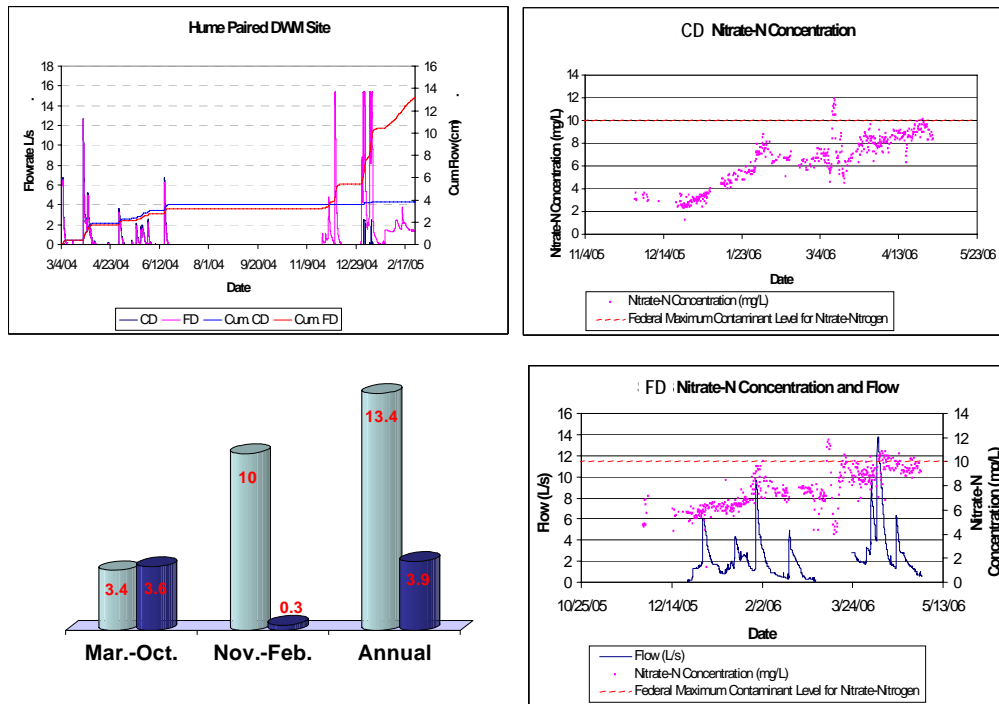 Hume Paired DWM Site
Flowrate L/s
Cum Flow(cm)
18
16
14
12
10
8
6
4
2
0
16
14
12
10
8
6
4
2
0
3/4/04 4/23/04 6/12/04 8/1/04 9/20/04 11/9/04 12/29/04 2/17/05
Date
CD FD Cum. CD Cum. FD
CD Nitrate-N Concentration
Nitrate-N Concentration (mg/L)
14
12
10
8
6
4
2
0
11/4/05 12/14/05 1/23/06 3/4/06 4/13/06 5/23/06
Date
Nitrate-N Concentration (mg/L)
Federal Maximum Contaminant Level for Nitrate-Nitrogen
3.4 3.6
10 0.3
13.4 3.9
Mar.-Oct. Nov.-Feb. Annual
FD Nitrate-N Concentration and Flow
Flow (L/s)
Nitrate-N
Concentration (mg/L)
16
14
12
10
8
6
4
2
0
14
12
10
8
6
4
2
0
10/25/05 12/14/05 2/2/06 3/24/06 5/13/06
Date
Flow (L/s)
Nitrate-N Concentration (mg/L)
Federal Maximum Contaminant Level for Nitrate-Nitrogen